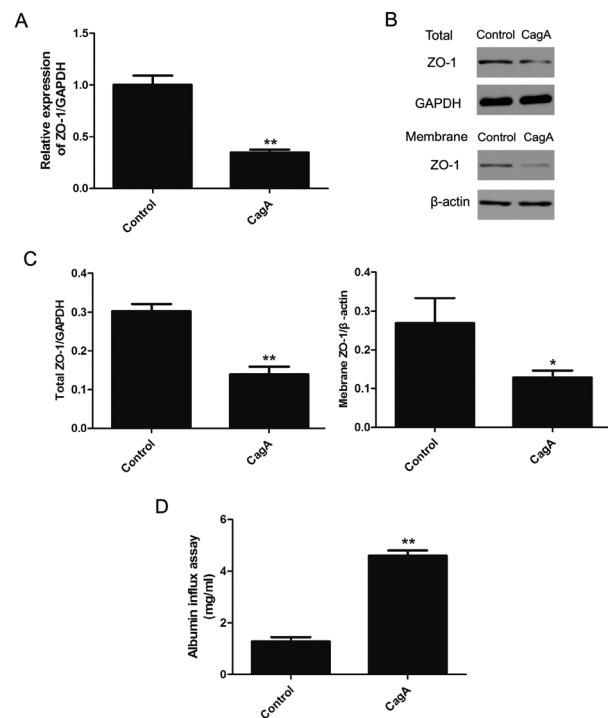 A
Relative expression
of ZO-1/GAPDH
1.5
1.0
0.5
0.0
**
Control
CagA
B
Total
Control
CagA
ZO-1
GAPDH
Membrane
Control
CagA
ZO-1
β-actin
C
Total ZO-1/GAPDH
0.4
0.3
0.2
0.1
0.0
**
Control
CagA
Mebrane ZO-1/β -actin
0.4
0.3
0.2
0.1
0.0
*
Control
CagA
D
Albumin influx assay
(mg/ml)
6
4
2
0
**
Control
CagA